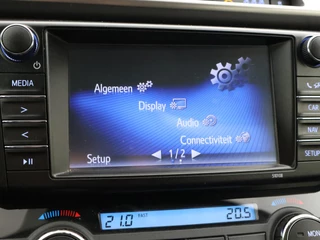 MEDIA
Algemeen
Display
Audio
Connectiviteit
Setup
1/2
CAR
NAV
SETUP
21.0
20.5